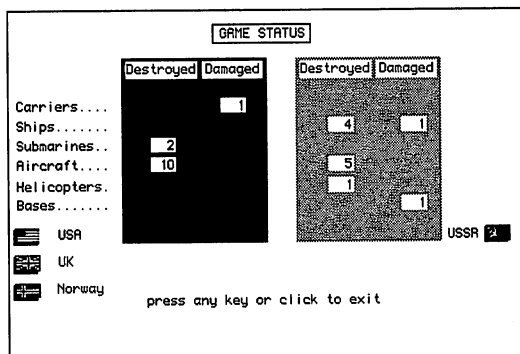 GAME STATUS
Destroyed Damaged Destroyed Damaged
Carriers.... 1
Ships....... 4 1
Submarines.. 2
Aircraft.... 10 5
Helicopters. 1
Bases....... 1
USA USSR
UK
Norway
press any key or click to exit